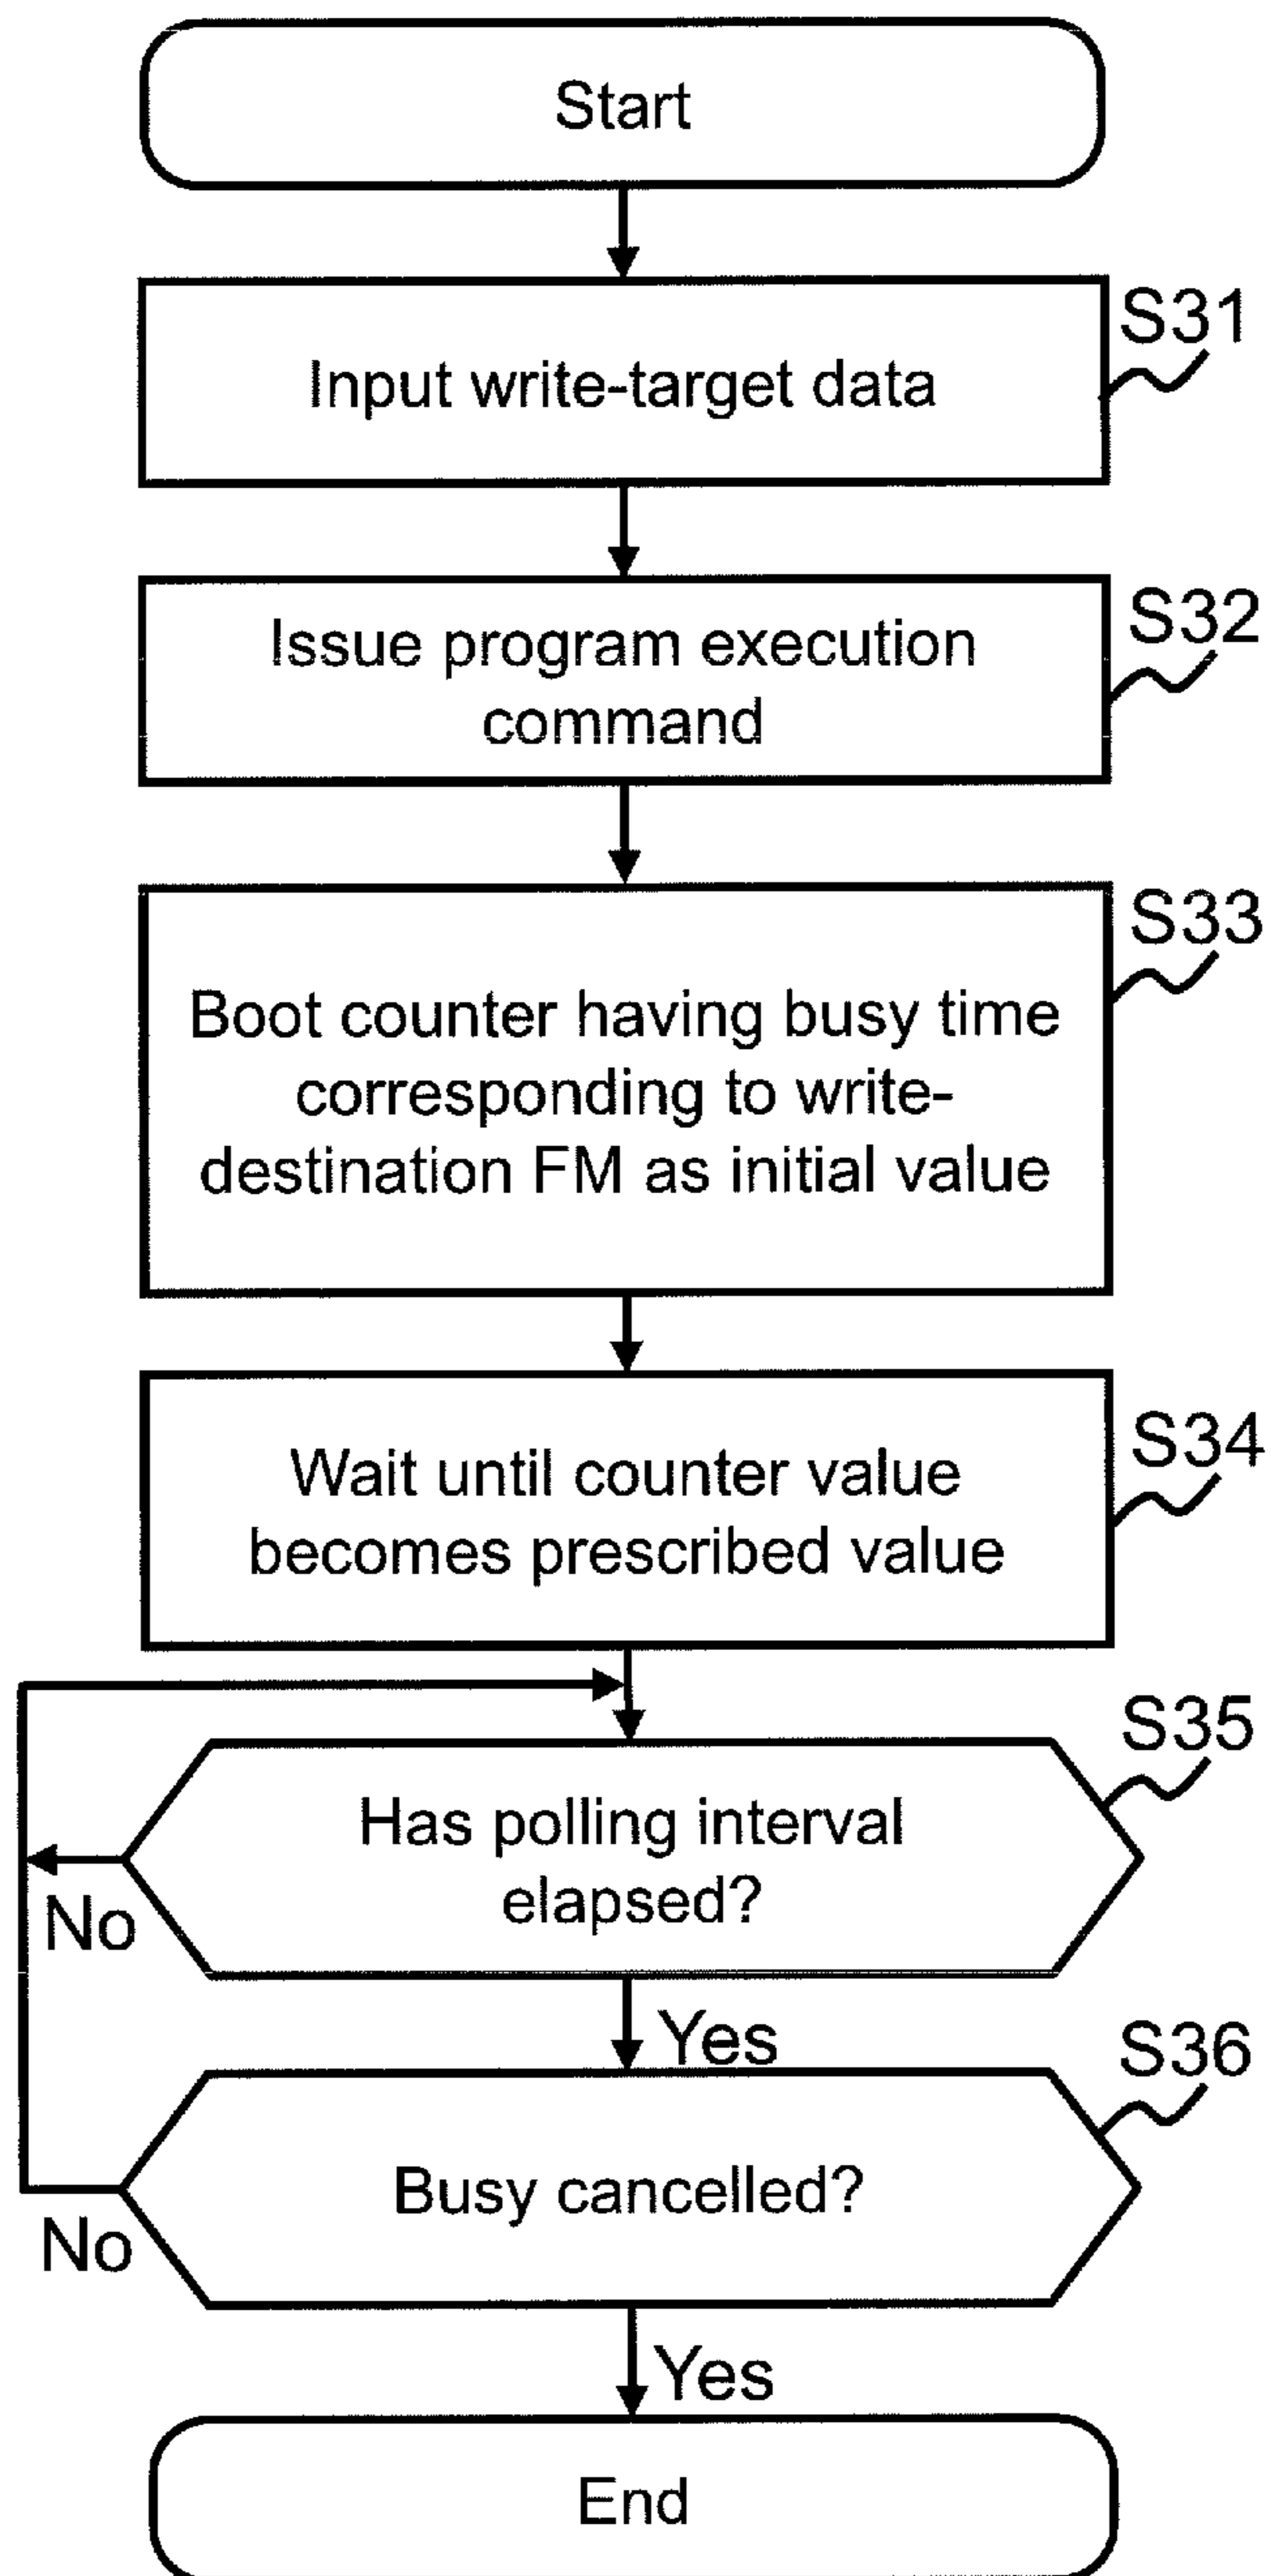 Start
S31
Input write-target data
S32
Issue program execution
command
S33
Boot counter having busy time
corresponding to write-
destination FM as initial value
S34
Wait until counter value
becomes prescribed value
S35
Has polling interval
elapsed?
No
Yes
S36
Busy cancelled?
No
Yes
End